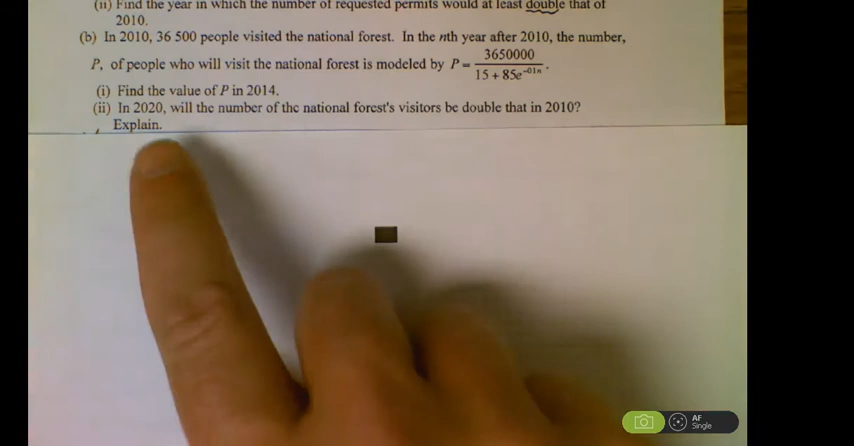 (ii) Find the year in which the number of requested permits would at least double that of
2010.
(b) In 2010, 36 500 people visited the national forest. In the nth year after 2010, the number,
P, of people who will visit the national forest is modeled by P = 3650000 / 15 + 85e^-01n .
(i) Find the value of P in 2014.
(ii) In 2020, will the number of the national forest's visitors be double that in 2010?
Explain.
AF
Single